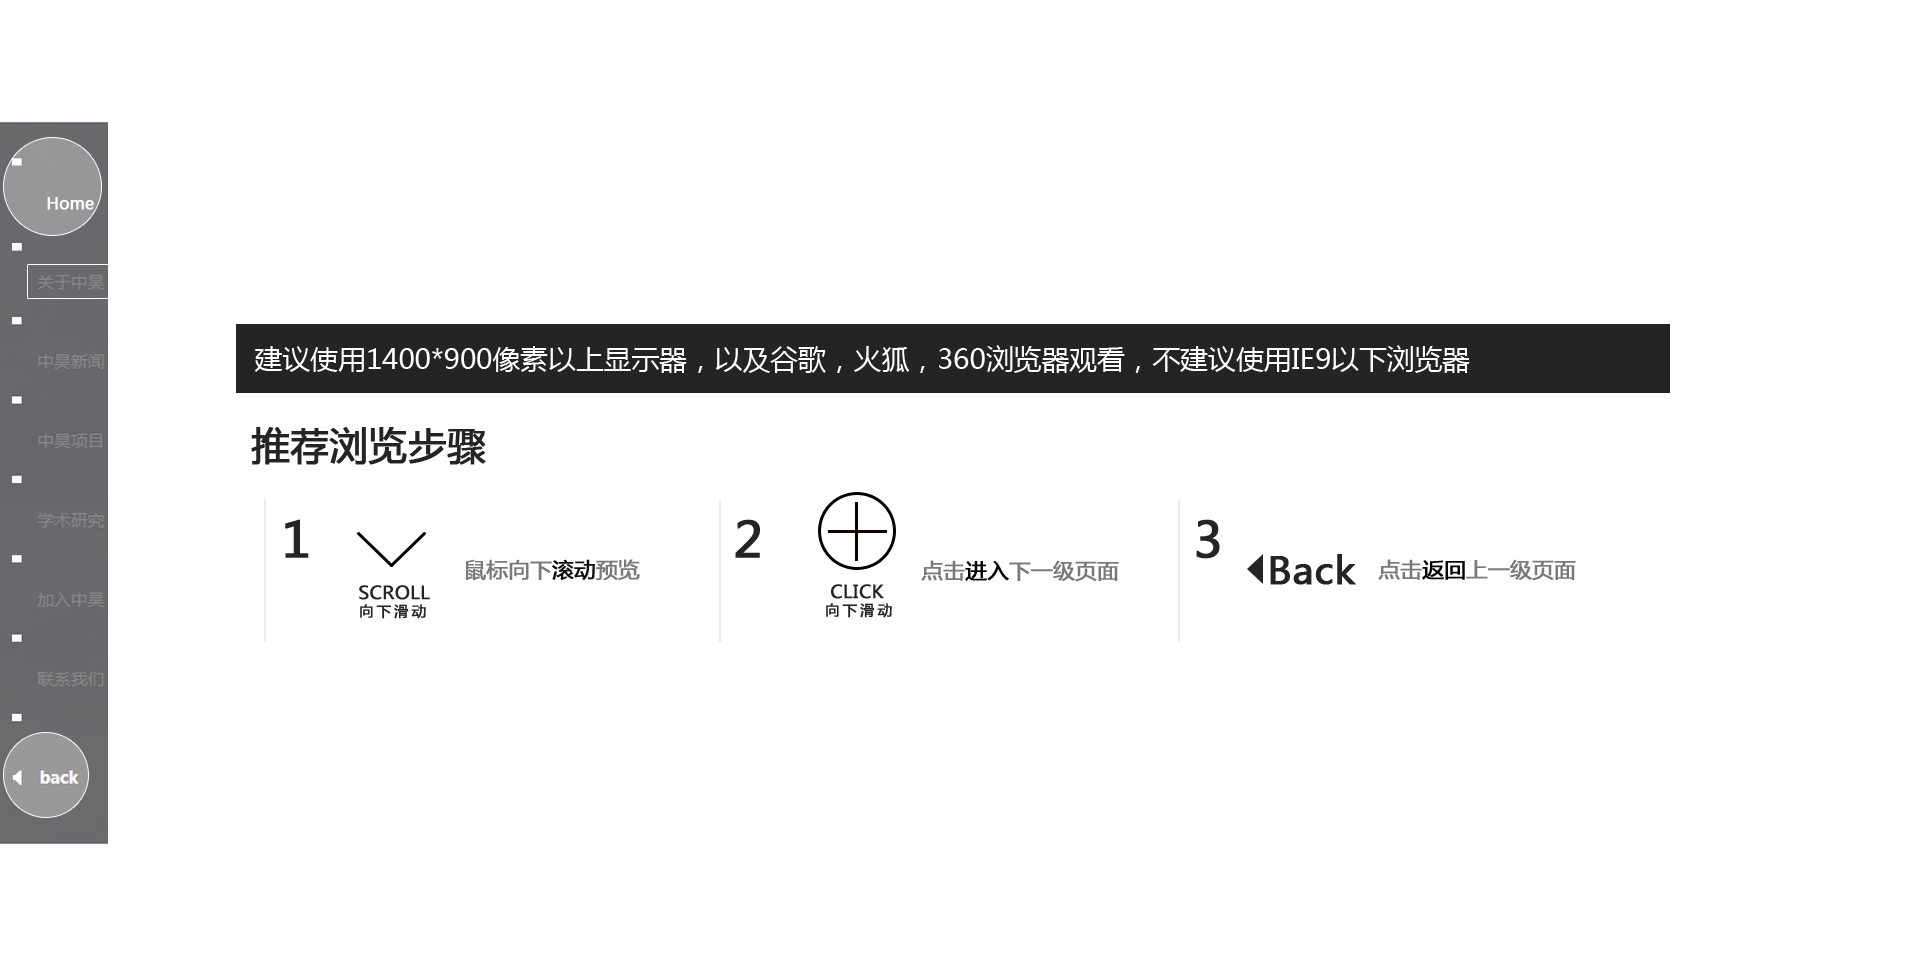 Home
关于中昊
中昊新闻
中昊项目
学术研究
加入中昊
联系我们
back
建议使用1400*900像素以上显示器，以及谷歌，火狐，360浏览器观看，不建议使用IE9以下浏览器
推荐浏览步骤
1
SCROLL
向下滑动
鼠标向下滚动预览
2
CLICK
向下滑动
点击进入下一级页面
3
Back
点击返回上一级页面